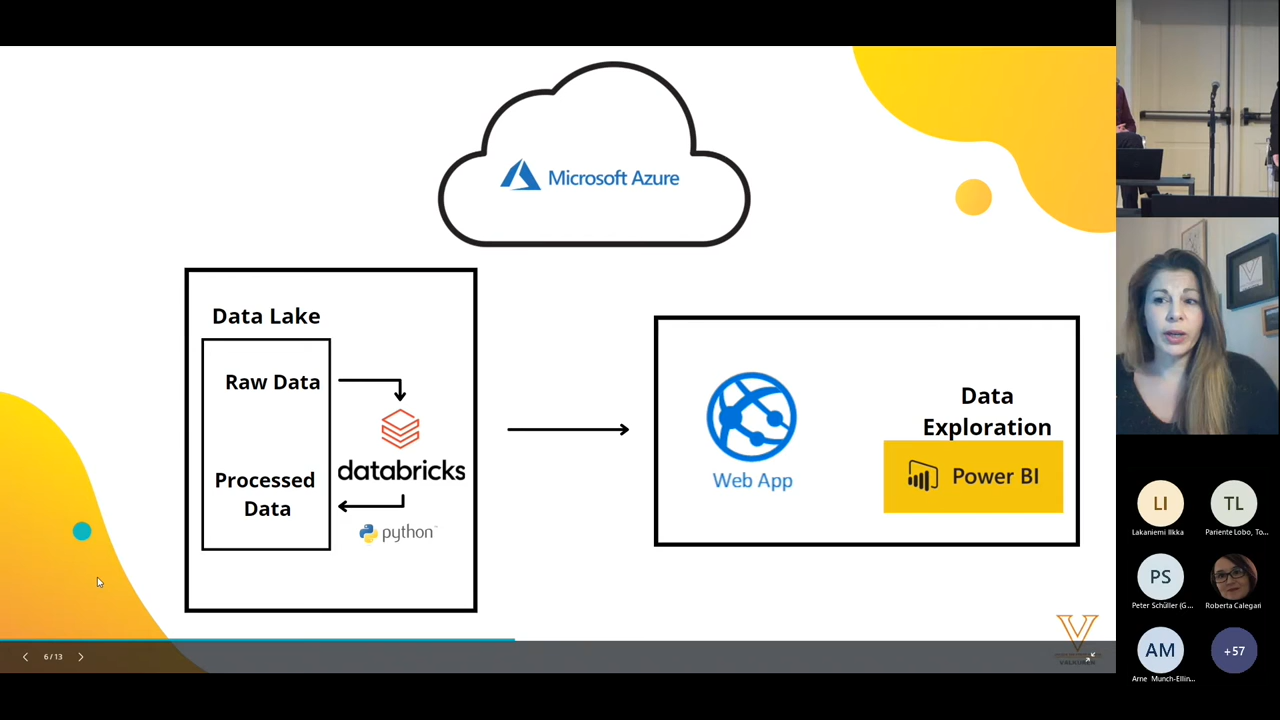 Microsoft Azure
Data Lake
Raw Data
databricks
Processed
Data
python
Web App
Data
Exploration
Power BI
6 / 13
LI
Lakaniemi Ilkka
TL
Pariente Lobo, To...
PS
Peter Schüller (G...
Roberta Calegari
AM
Arne Munch-Ellin...
+57